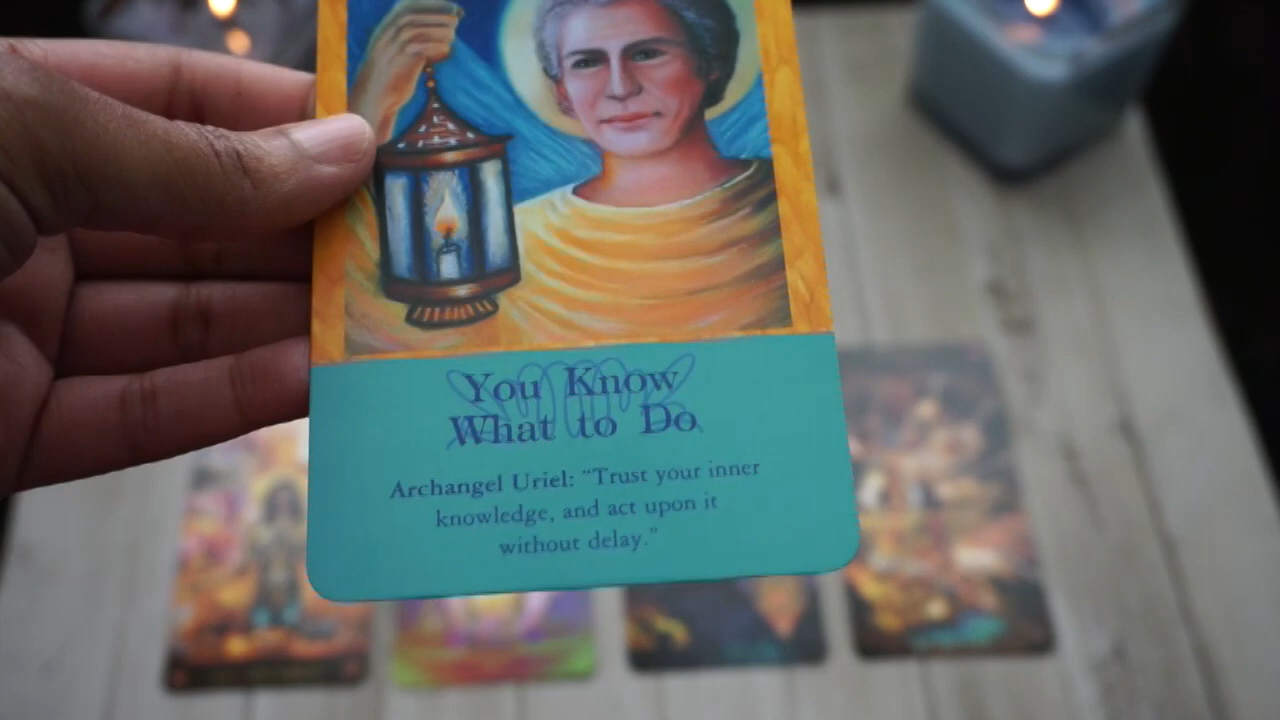 You Know
What to Do
Archangel Uriel: “Trust your inner
knowledge, and act upon it
without delay.”